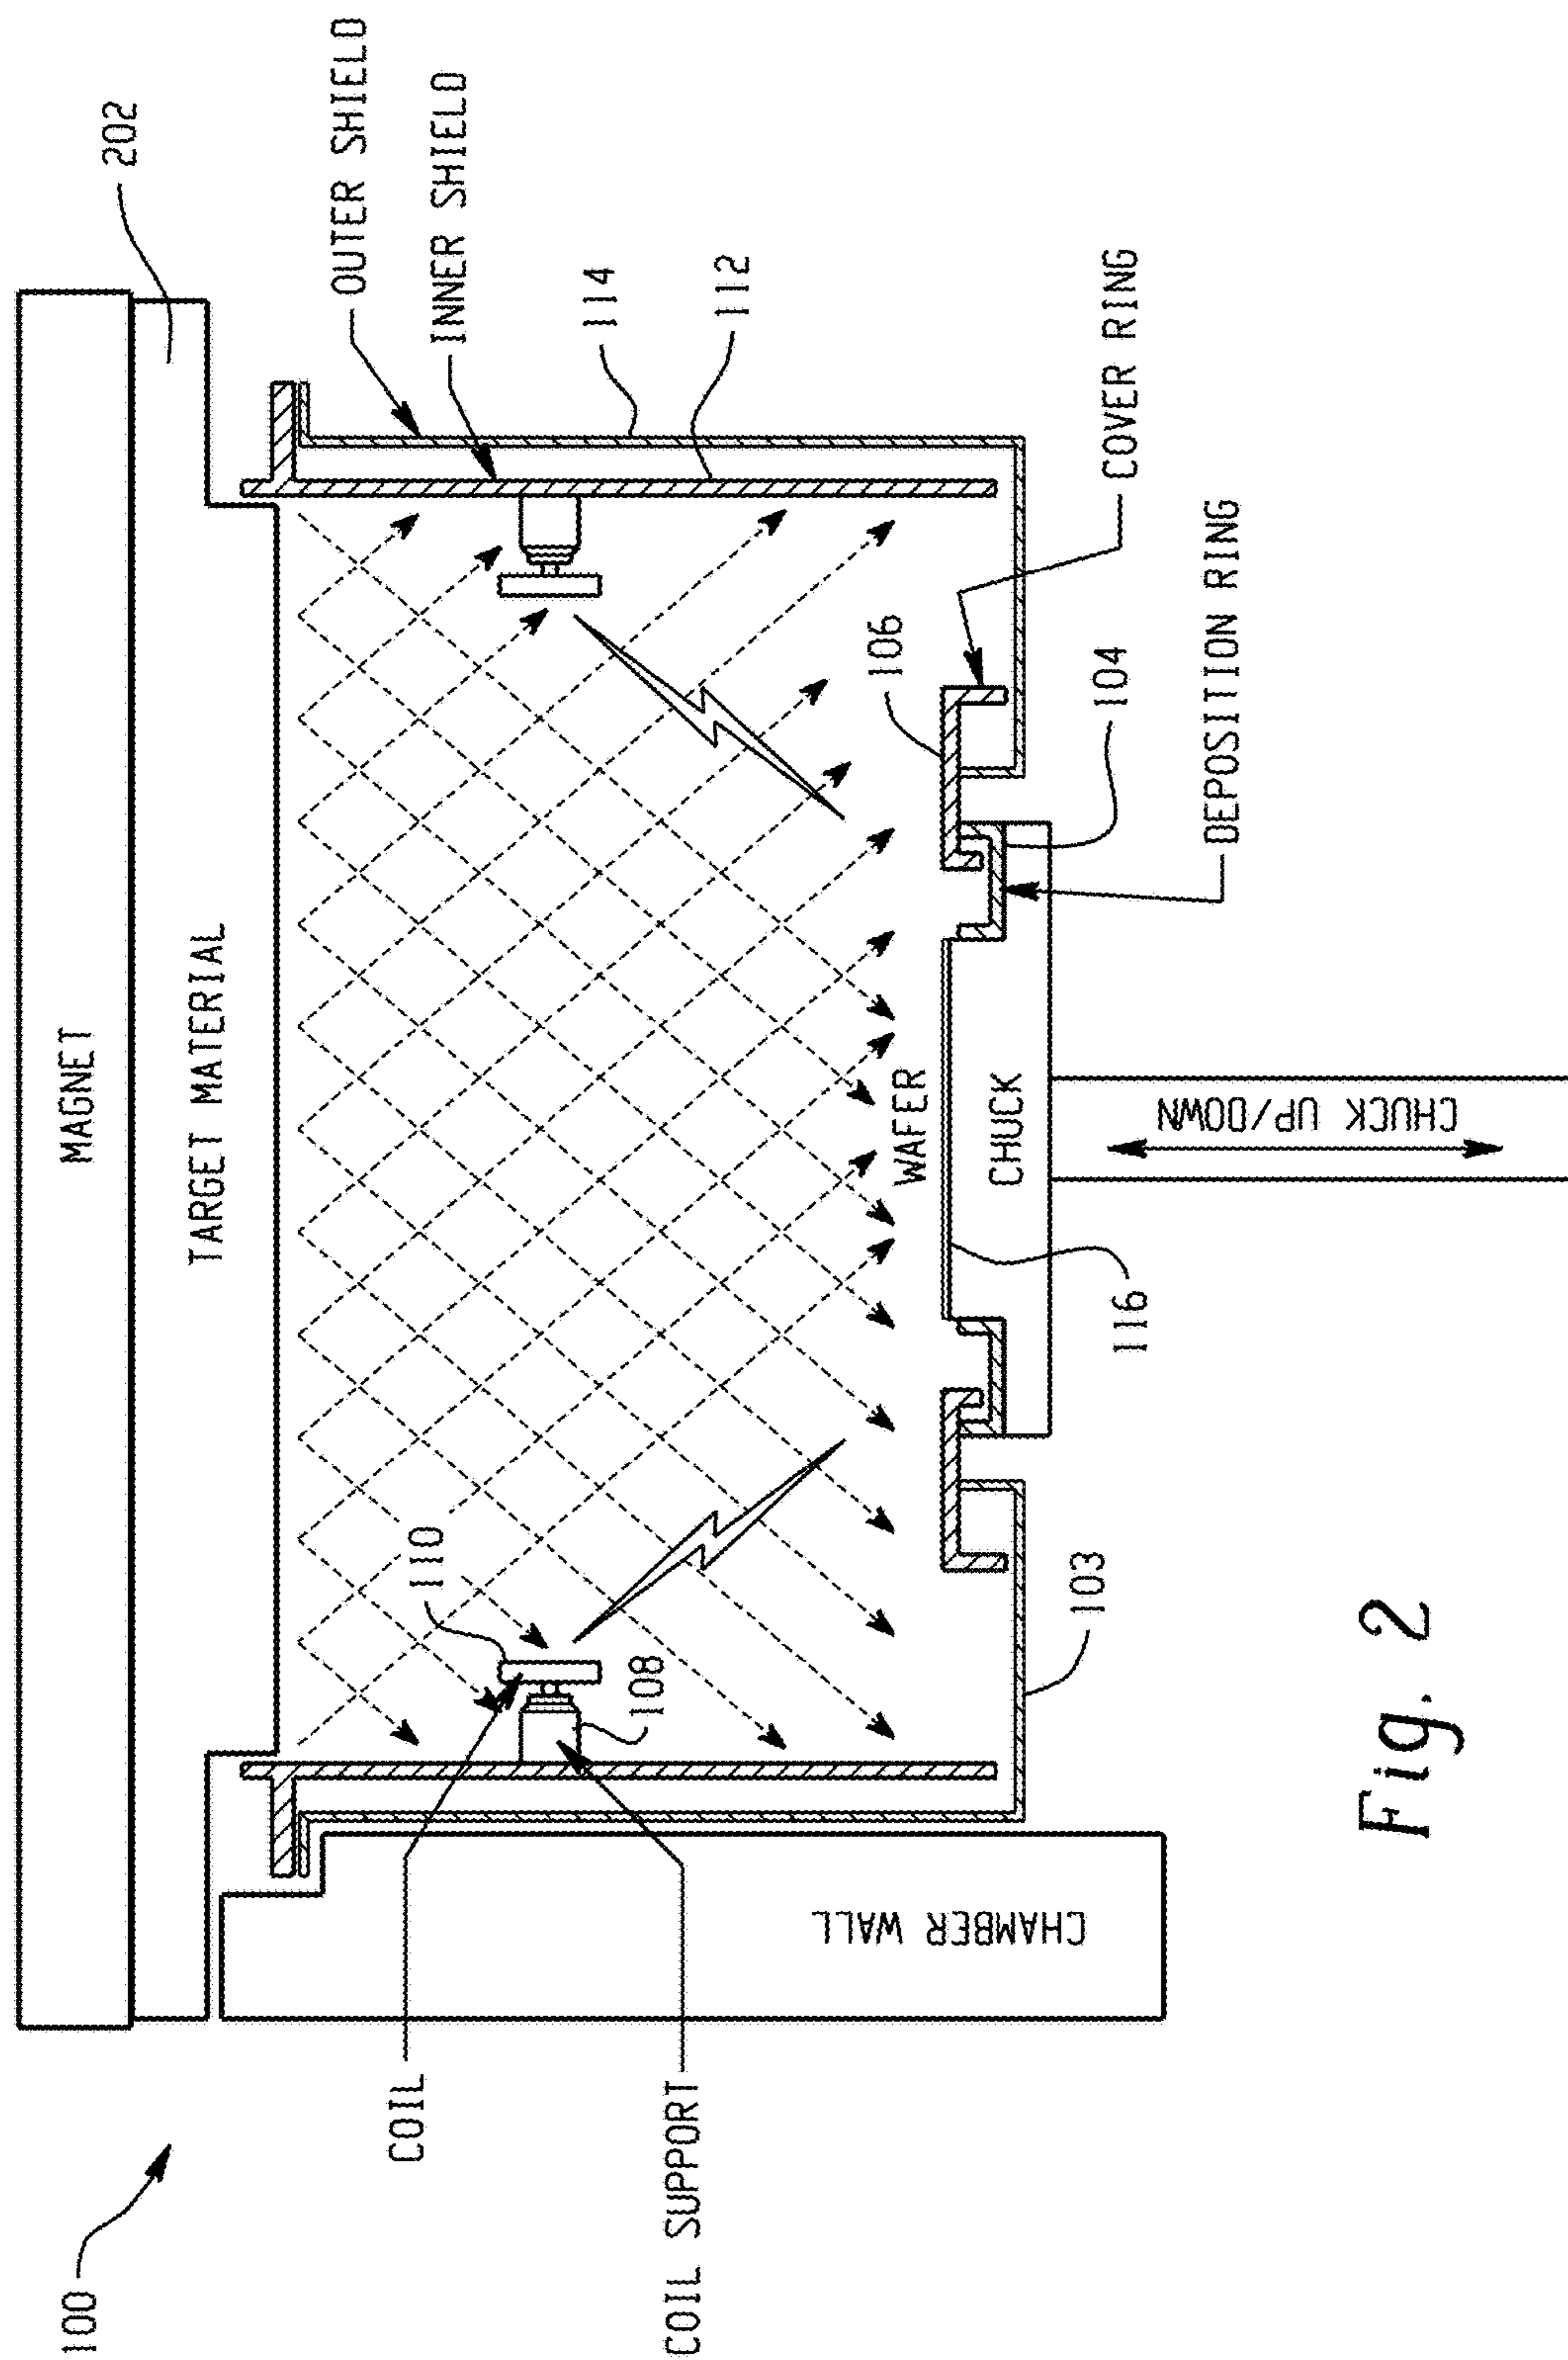 100
MAGNET
202
TARGET MATERIAL
OUTER SHIELD
INNER SHIELD
COIL
110
114
COIL SUPPORT
108
112
106
WAFER
CHUCK
COVER RING
103
116
104
CHAMBER WALL
DEPOSITION RING
CHUCK UP/DOWN
Fig. 2